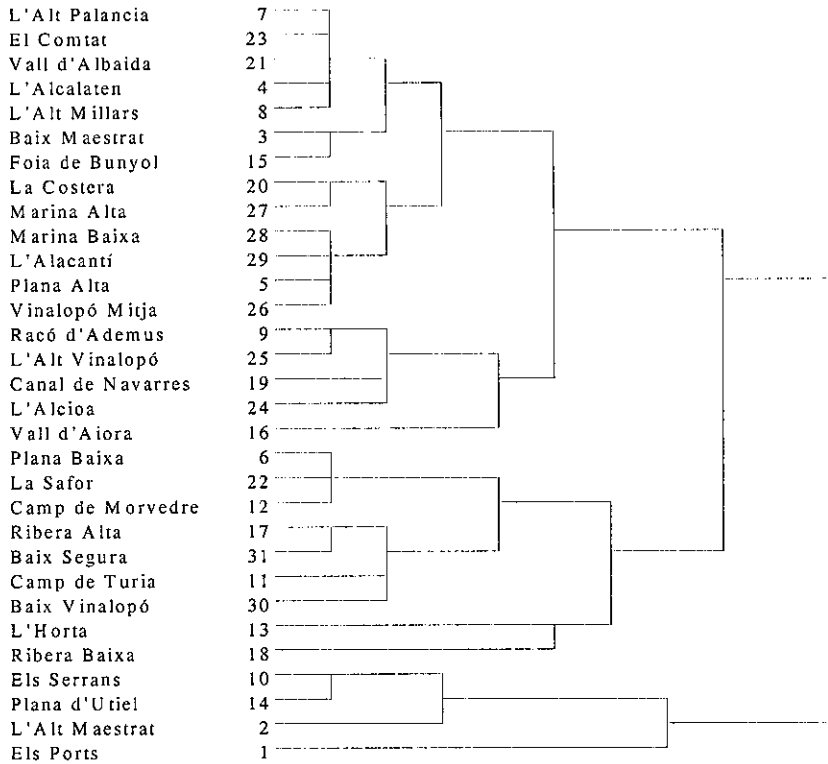 L'Alt Palancia 7
El Comtat 23
Vall d'Albaida 21
L'Alcalaten 4
L'Alt Millars 8
Baix Maestrat 3
Foia de Bunyol 15
La Costera 20
Marina Alta 27
Marina Baixa 28
L'Alacantí 29
Plana Alta 5
Vinalopó Mitja 26
Racó d'Ademus 9
L'Alt Vinalopó 25
Canal de Navarres 19
L'Alcioa 24
Vall d'Aiora 16
Plana Baixa 6
La Safor 22
Camp de Morvedre 12
Ribera Alta 17
Baix Segura 31
Camp de Turia 11
Baix Vinalopó 30
L'Horta 13
Ribera Baixa 18
Els Serrans 10
Plana d'Utiel 14
L'Alt Maestrat 2
Els Ports 1